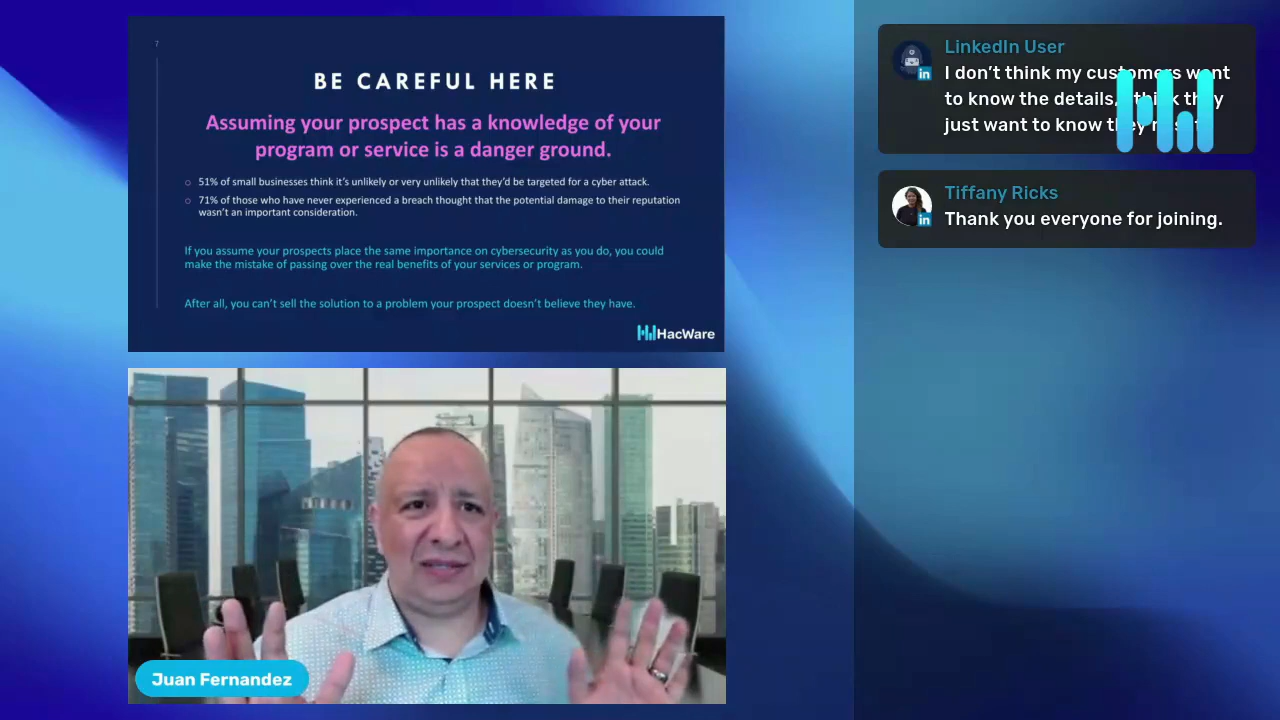 7
BE CAREFUL HERE
Assuming your prospect has a knowledge of your
program or service is a danger ground.
51% of small businesses think it's unlikely or very unlikely that they'd be targeted for a cyber attack.
71% of those who have never experienced a breach thought that the potential damage to their reputation
wasn't an important consideration.
If you assume your prospects place the same importance on cybersecurity as you do, you could
make the mistake of passing over the real benefits of your services or program.
After all, you can't sell the solution to a problem your prospect doesn't believe they have.
HacWare
Juan Fernandez
LinkedIn User
in
I don't think my customers want
to know the details, think they
just want to know they
Tiffany Ricks
in
Thank you everyone for joining.